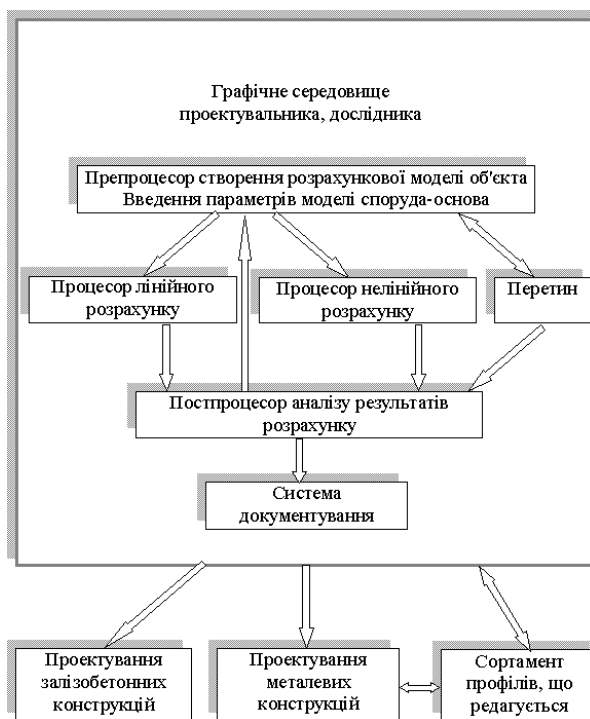 Графічне середовище
проектувальника, дослідника
Препроцесор створення розрахункової моделі об'єкта
Введення параметрів моделі споруда-основа
Процесор лінійного
розрахунку
Процесор нелінійного
розрахунку
Перетин
Постпроцесор аналізу результатів
розрахунку
Система
документування
Проектування
залізобетонних
конструкцій
Проектування
металевих
конструкцій
Сортамент
профілів, що
редагується